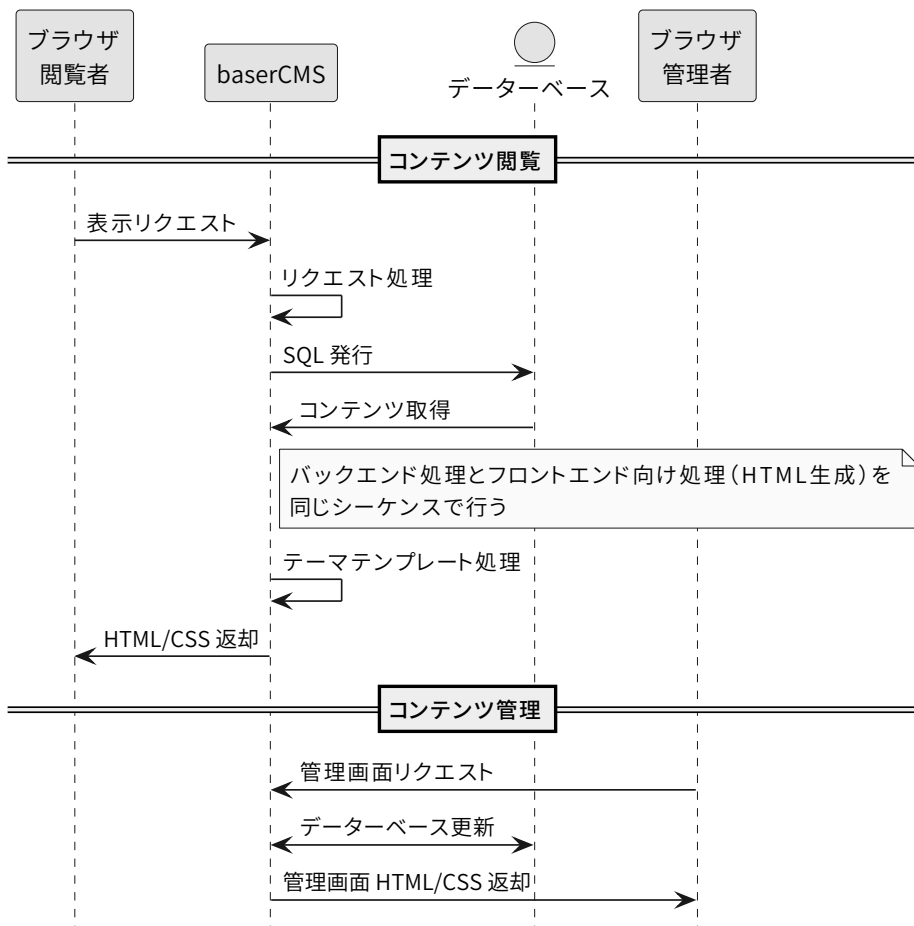 ブラウザ
閲覧者
baserCMS
データーベース
ブラウザ
管理者
コンテンツ閲覧
表示リクエスト
リクエスト処理
SQL 発行
コンテンツ取得
バックエンド処理とフロントエンド向け処理（HTML生成）を
同じシーケンスで行う
テーマテンプレート処理
HTML/CSS 返却
コンテンツ管理
管理画面リクエスト
データーベース更新
管理画面 HTML/CSS 返却